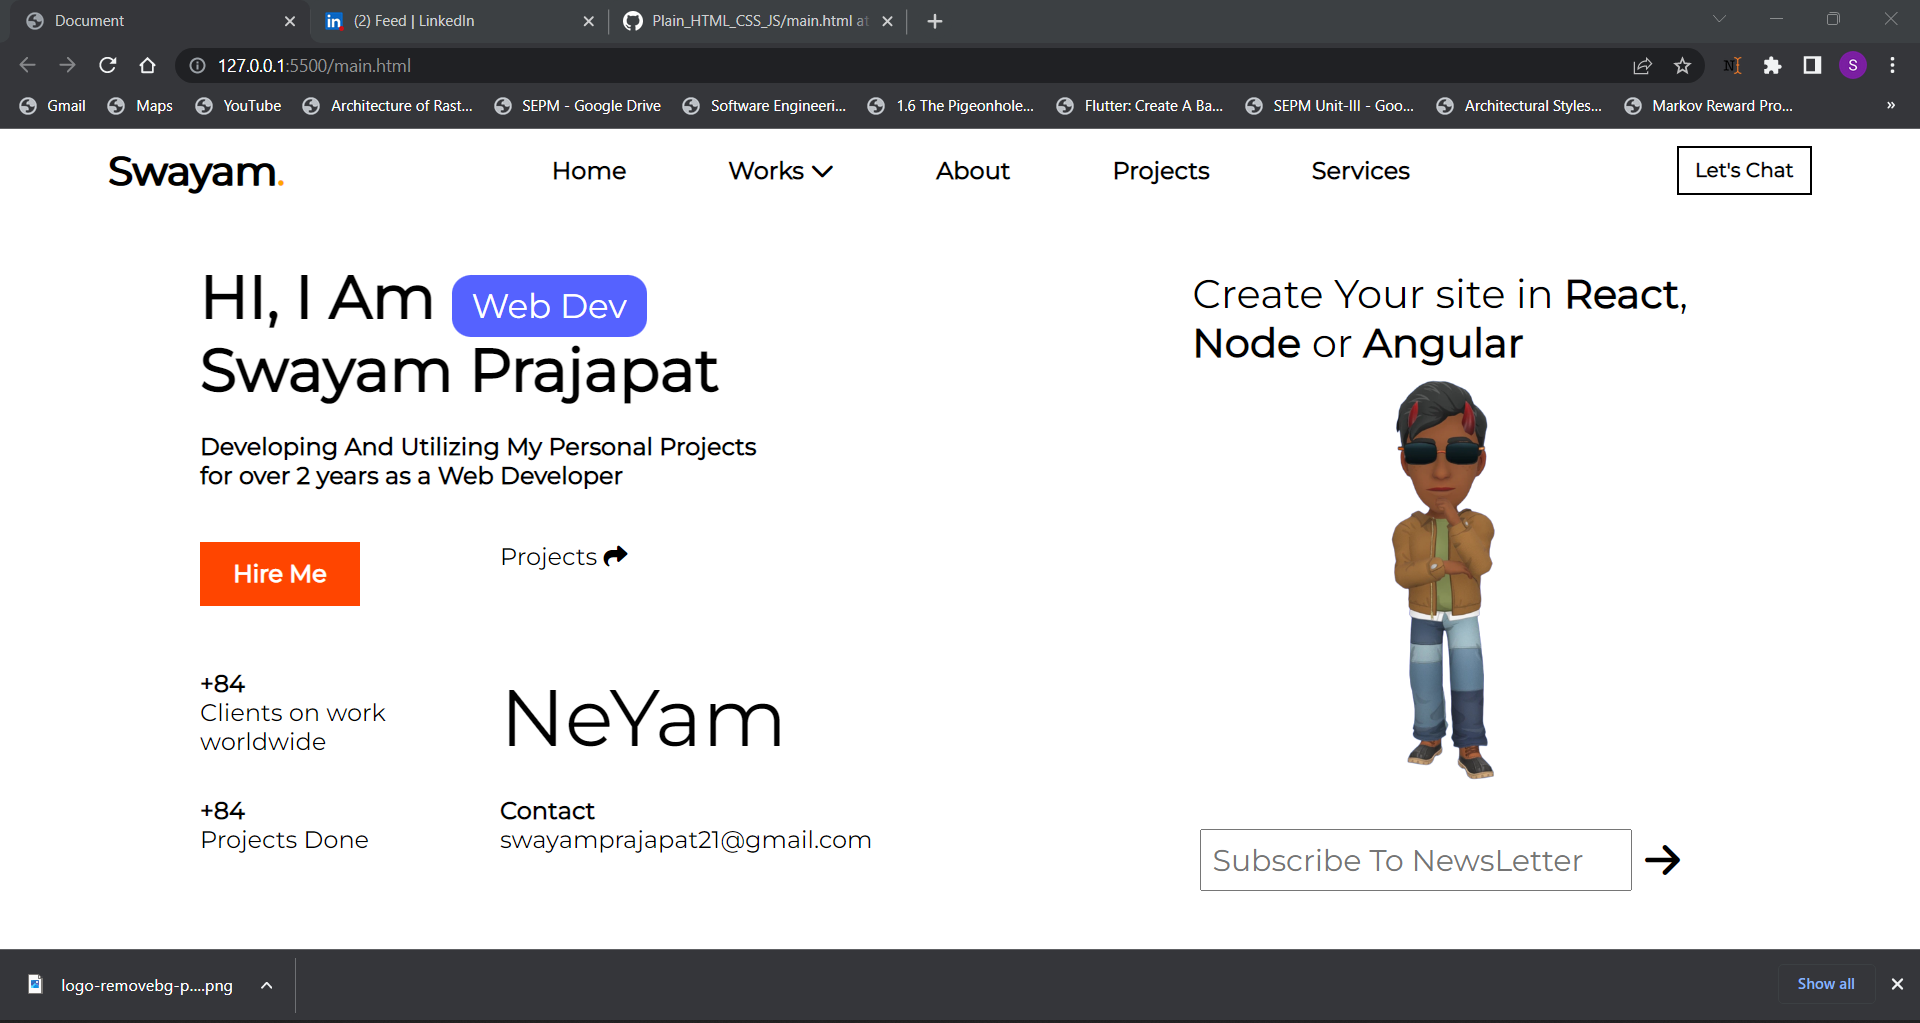 Document
(2) Feed | LinkedIn
Plain_HTML_CSS_JS/main.html at
127.0.0.1:5500/main.html
S
Gmail
Maps
YouTube
Architecture of Rast...
SEPM - Google Drive
Software Engineeri...
1.6 The Pigeonhole...
Flutter: Create A Ba...
SEPM Unit-III - Goo...
Architectural Styles...
Markov Reward Pro...
»
Swayam.
Home
Works
About
Projects
Services
Let's Chat
HI, I Am Web Dev
Swayam Prajapat
Developing And Utilizing My Personal Projects
for over 2 years as a Web Developer
Hire Me
Projects
+84
Clients on work
worldwide
NeYam
+84
Projects Done
Contact
swayamprajapat21@gmail.com
Create Your site in React,
Node or Angular
Subscribe To NewsLetter
logo-removebg-p....png
Show all